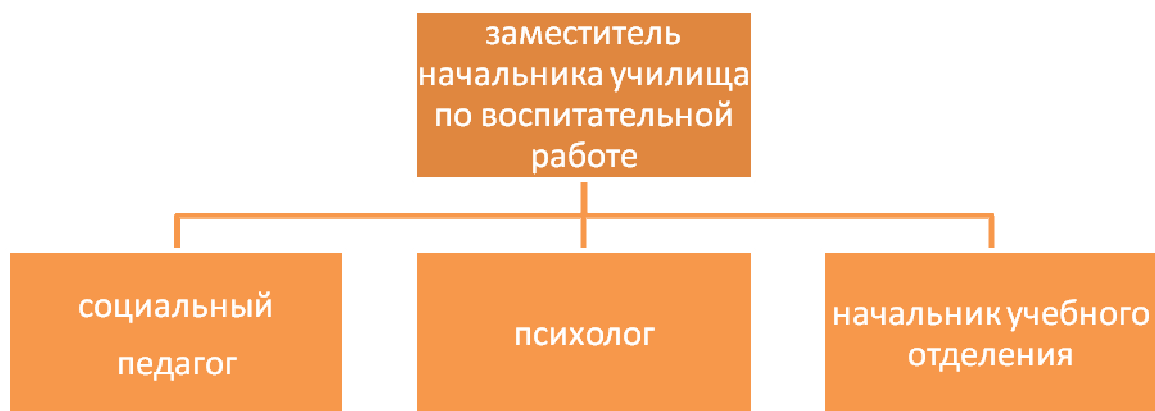 заместитель
начальника училища
по воспитательной
работе
социальный
педагог
психолог
начальник учебного
отделения